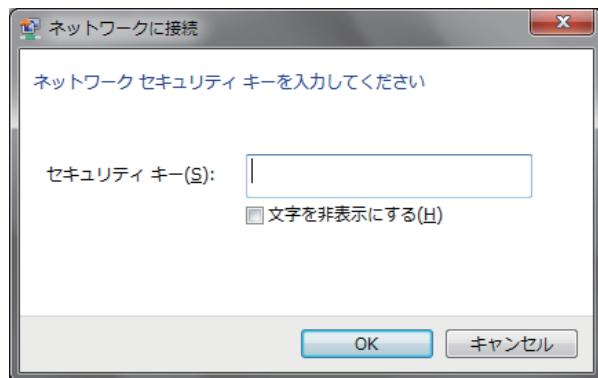 ネットワークに接続
ネットワーク セキュリティ キーを入力してください
セキュリティ キー(S):
文字を非表示にする(H)
OK
キャンセル